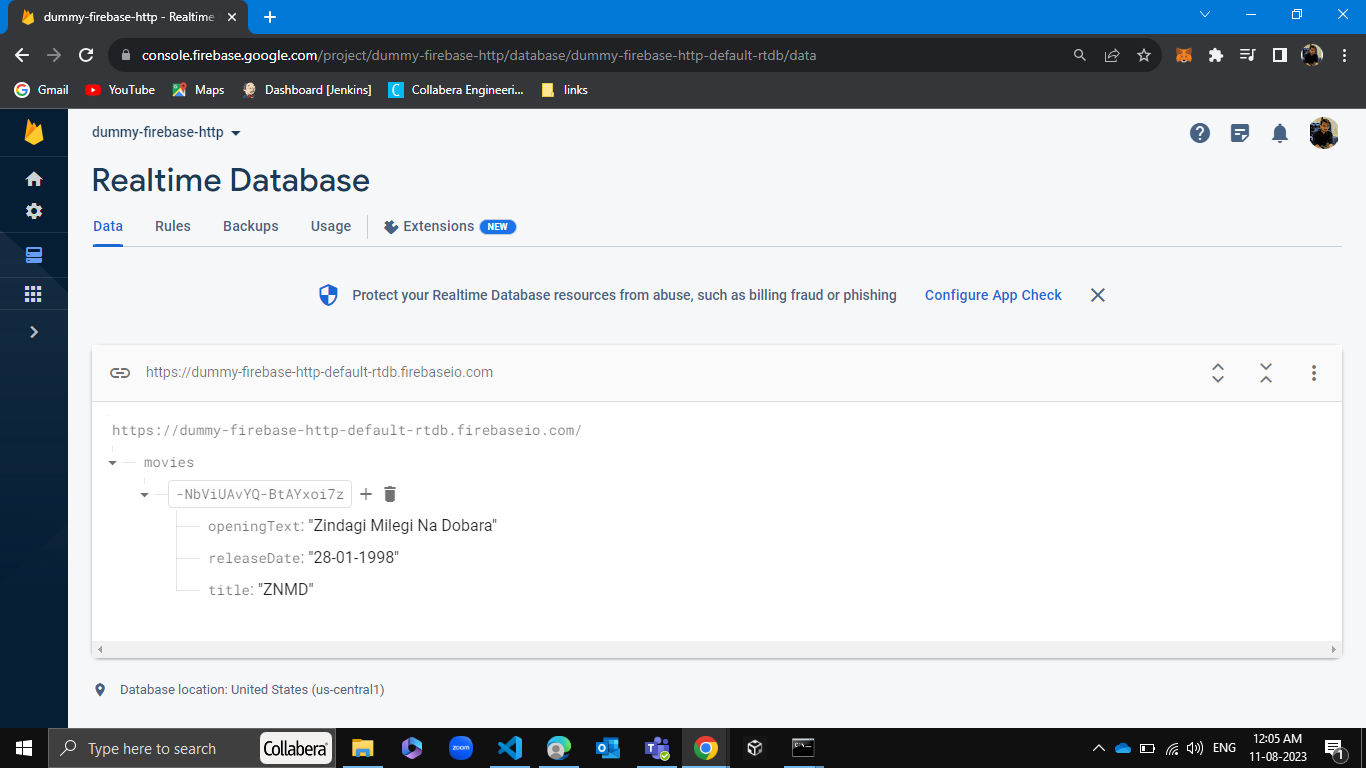 dummy-firebase-http - Realtime
console.firebase.google.com/project/dummy-firebase-http/database/dummy-firebase-http-default-rtdb/data
Gmail YouTube Maps Dashboard [Jenkins] Collabera Engineeri... links
dummy-firebase-http
Realtime Database
Data Rules Backups Usage Extensions NEW
Protect your Realtime Database resources from abuse, such as billing fraud or phishing Configure App Check
https://dummy-firebase-http-default-rtdb.firebaseio.com
https://dummy-firebase-http-default-rtdb.firebaseio.com/
movies
-NbViUAvYQ-BtAYxoi7z
openingText: "Zindagi Milegi Na Dobara"
releaseDate: "28-01-1998"
title: "ZNMD"
Database location: United States (us-central1)
Type here to search Collabera zoom ENG 12:05 AM
11-08-2023 1